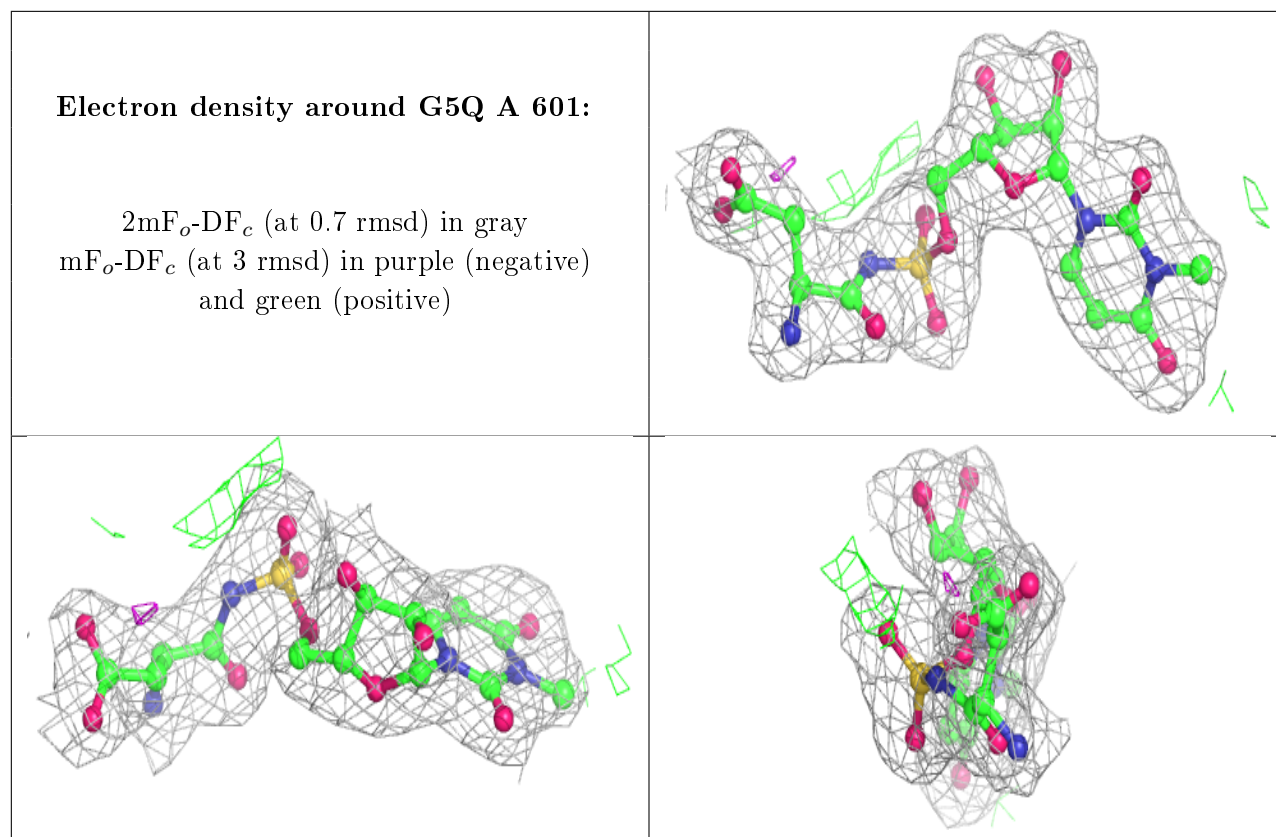 Electron density around G5Q A 601:
2mFₒ-DF𝒸 (at 0.7 rmsd) in gray
mFₒ-DF𝒸 (at 3 rmsd) in purple (negative)
and green (positive)